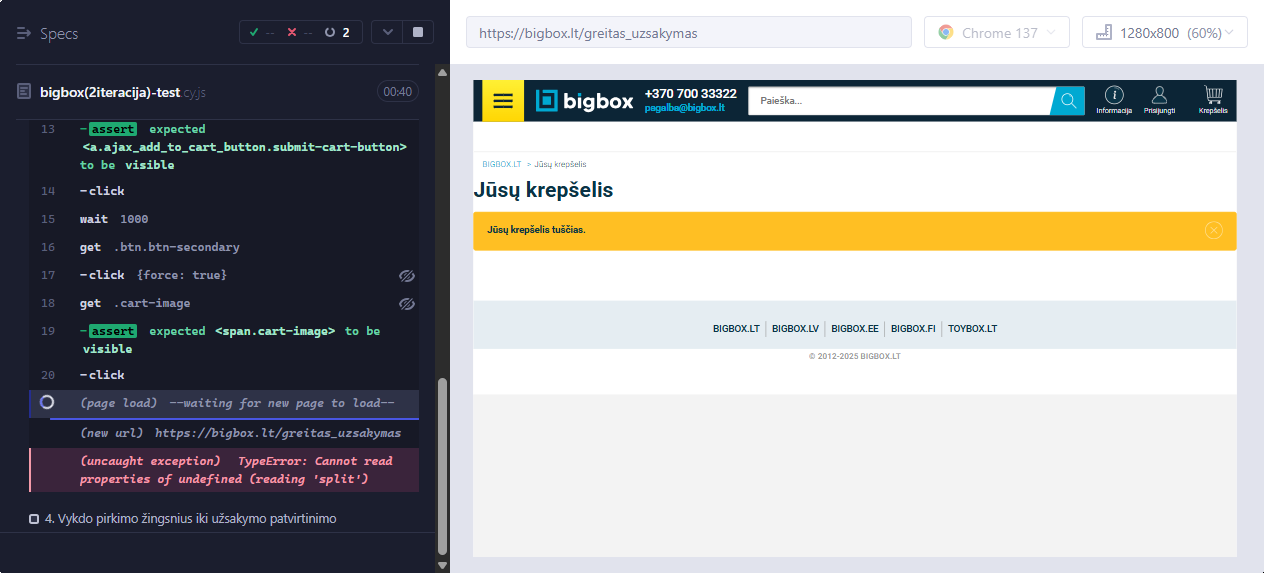 Specs
-- -- 2
bigbox(2iteracija)-test.cy.js 00:40
13 -assert expected
<a.ajax_add_to_cart_button.submit-cart-button>
to be visible
14 -click
15 wait 1000
16 get .btn.btn-secondary
17 -click {force: true}
18 get .cart-image
19 -assert expected <span.cart-image> to be
visible
20 -click
(page load) --waiting for new page to load--
(new url) https://bigbox.lt/greitas_uzsakymas
(uncaught exception) TypeError: Cannot read
properties of undefined (reading 'split')
4. Vykdo pirkimo žingsnius iki užsakymo patvirtinimo
https://bigbox.lt/greitas_uzsakymas
Chrome 137
1280x800 (60%)
bigbox
+370 700 33322
pagalba@bigbox.lt
Paieška...
Informacija
Prisijungti
Krepšelis
BIGBOX.LT > Jūsų krepšelis
Jūsų krepšelis
Jūsų krepšelis tuščias.
BIGBOX.LT BIGBOX.LV BIGBOX.EE BIGBOX.FI TOYBOX.LT
© 2012-2025 BIGBOX.LT